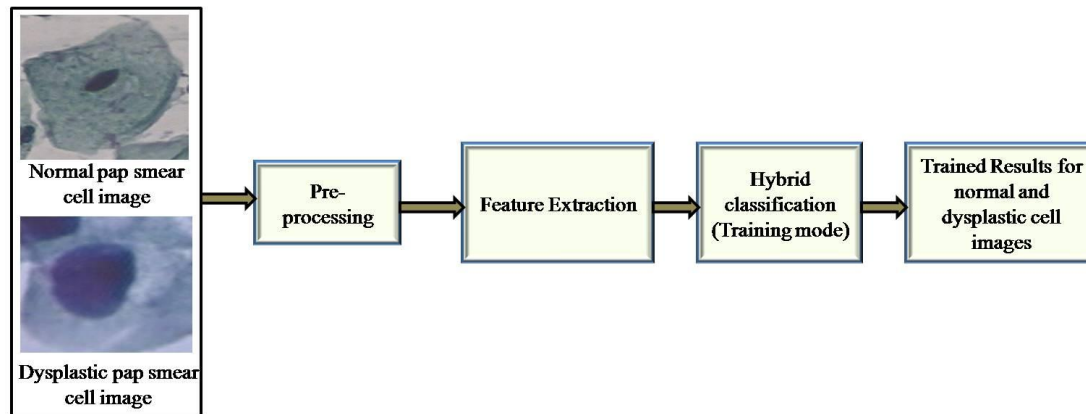 Normal pap smear
cell image
Dysplastic pap smear
cell image
Pre-
processing
Feature Extraction
Hybrid
classification
(Training mode)
Trained Results for
normal and
dysplastic cell
images